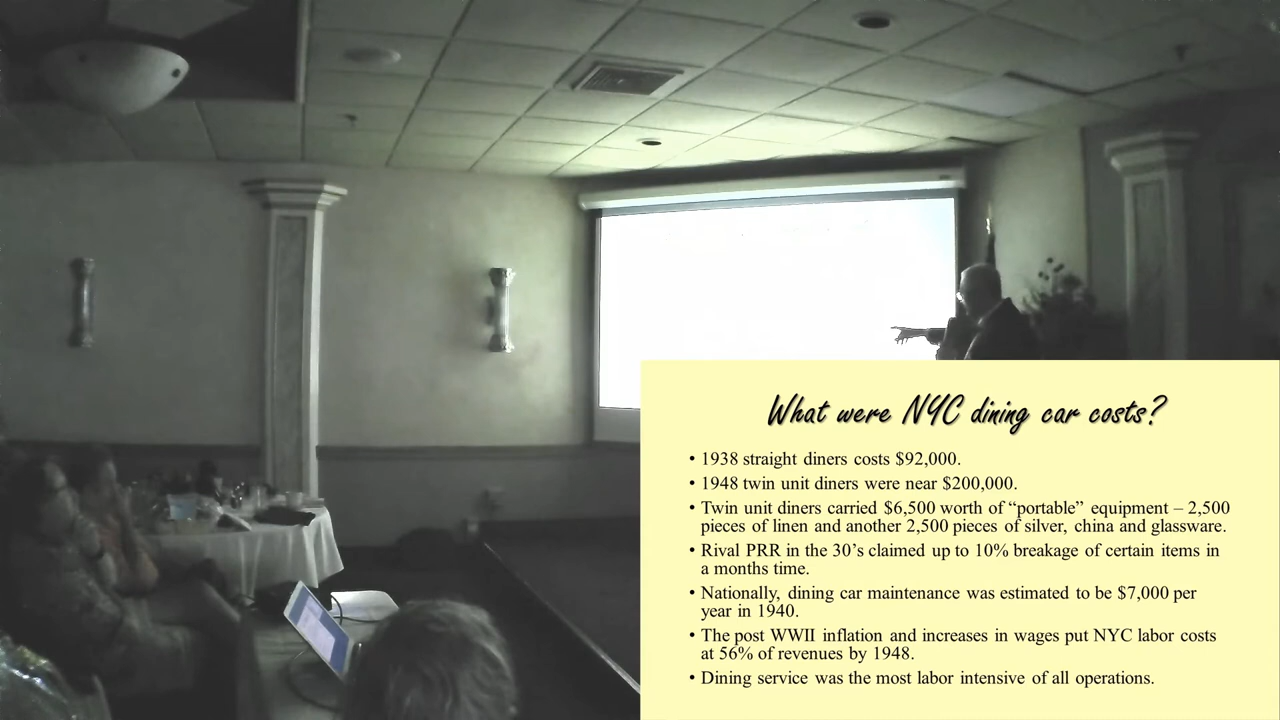 What were NYC dining car costs?
• 1938 straight diners costs $92,000.
• 1948 twin unit diners were near $200,000.
• Twin unit diners carried $6,500 worth of “portable” equipment – 2,500
pieces of linen and another 2,500 pieces of silver, china and glassware.
• Rival PRR in the 30’s claimed up to 10% breakage of certain items in
a months time.
• Nationally, dining car maintenance was estimated to be $7,000 per
year in 1940.
• The post WWII inflation and increases in wages put NYC labor costs
at 56% of revenues by 1948.
• Dining service was the most labor intensive of all operations.